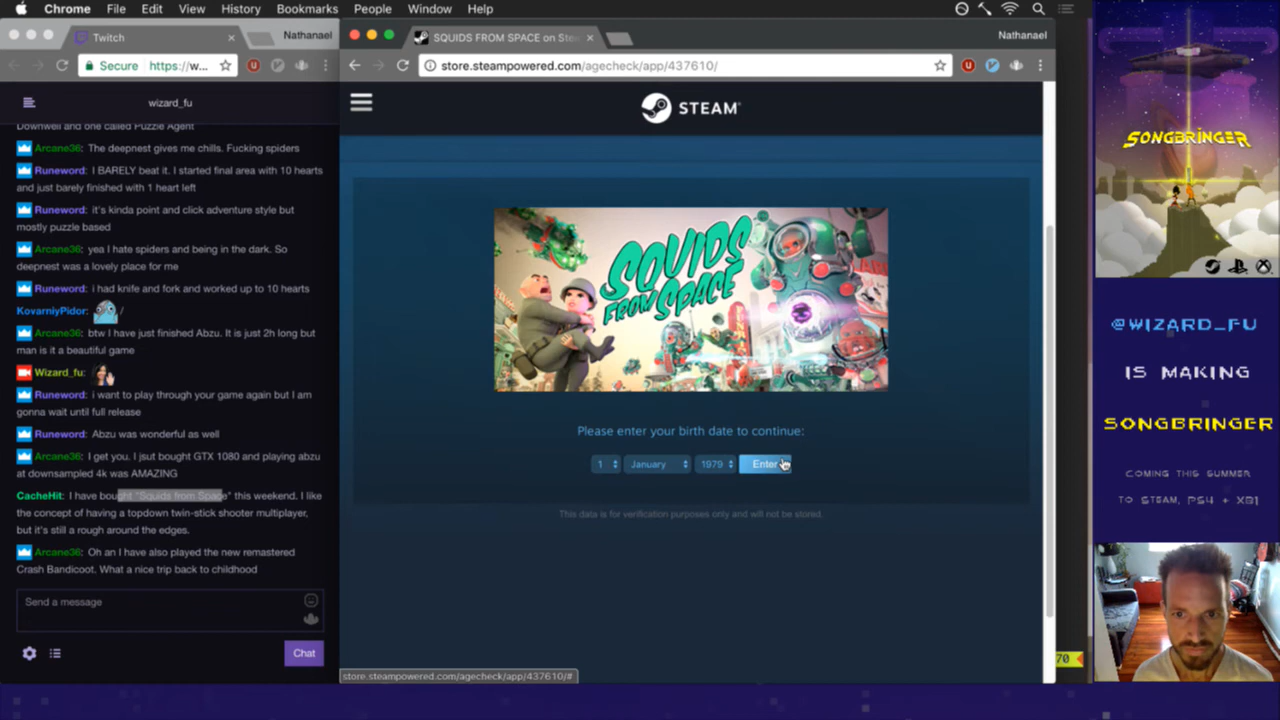 Chrome File Edit View History Bookmarks People Window Help
Twitch
Nathanael
SQUIDS FROM SPACE on Stea
Nathanael
Secure https://w...
store.steampowered.com/agecheck/app/437610/
wizard_fu
STEAM
Downwell and one called Puzzle Agent
Arcane36: The deepnest gives me chills. Fucking spiders
Runeword: I BARELY beat it. I started final area with 10 hearts
and just barely finished with 1 heart left
Runeword: it's kinda point and click adventure style but
mostly puzzle based
Arcane36: yea I hate spiders and being in the dark. So
deepnest was a lovely place for me
Runeword: i had knife and fork and worked up to 10 hearts
KovarniyPidor: /
Arcane36: btw I have just finished Abzu. It is just 2h long but
man is it a beautiful game
Wizard_fu:
Runeword: i want to play through your game again but I am
gonna wait until full release
Runeword: Abzu was wonderful as well
Arcane36: I get you. I jsut bought GTX 1080 and playing abzu
at downsampled 4k was AMAZING
CacheHit: I have bought "Squids from Space" this weekend. I like
the concept of having a topdown twin-stick shooter multiplayer,
but it's still a rough around the edges.
Arcane36: Oh an I have also played the new remastered
Crash Bandicoot. What a nice trip back to childhood
Send a message
Chat
SQUIDS
FROM SPACE
Please enter your birth date to continue:
1 January 1979 Enter
This data is for verification purposes only and will not be stored.
store.steampowered.com/agecheck/app/437610/#
70
SONGBRINGER
@WIZARD_FU
IS MAKING
SONGBRINGER
COMING THIS SUMMER
TO STEAM, PS4 + XB1